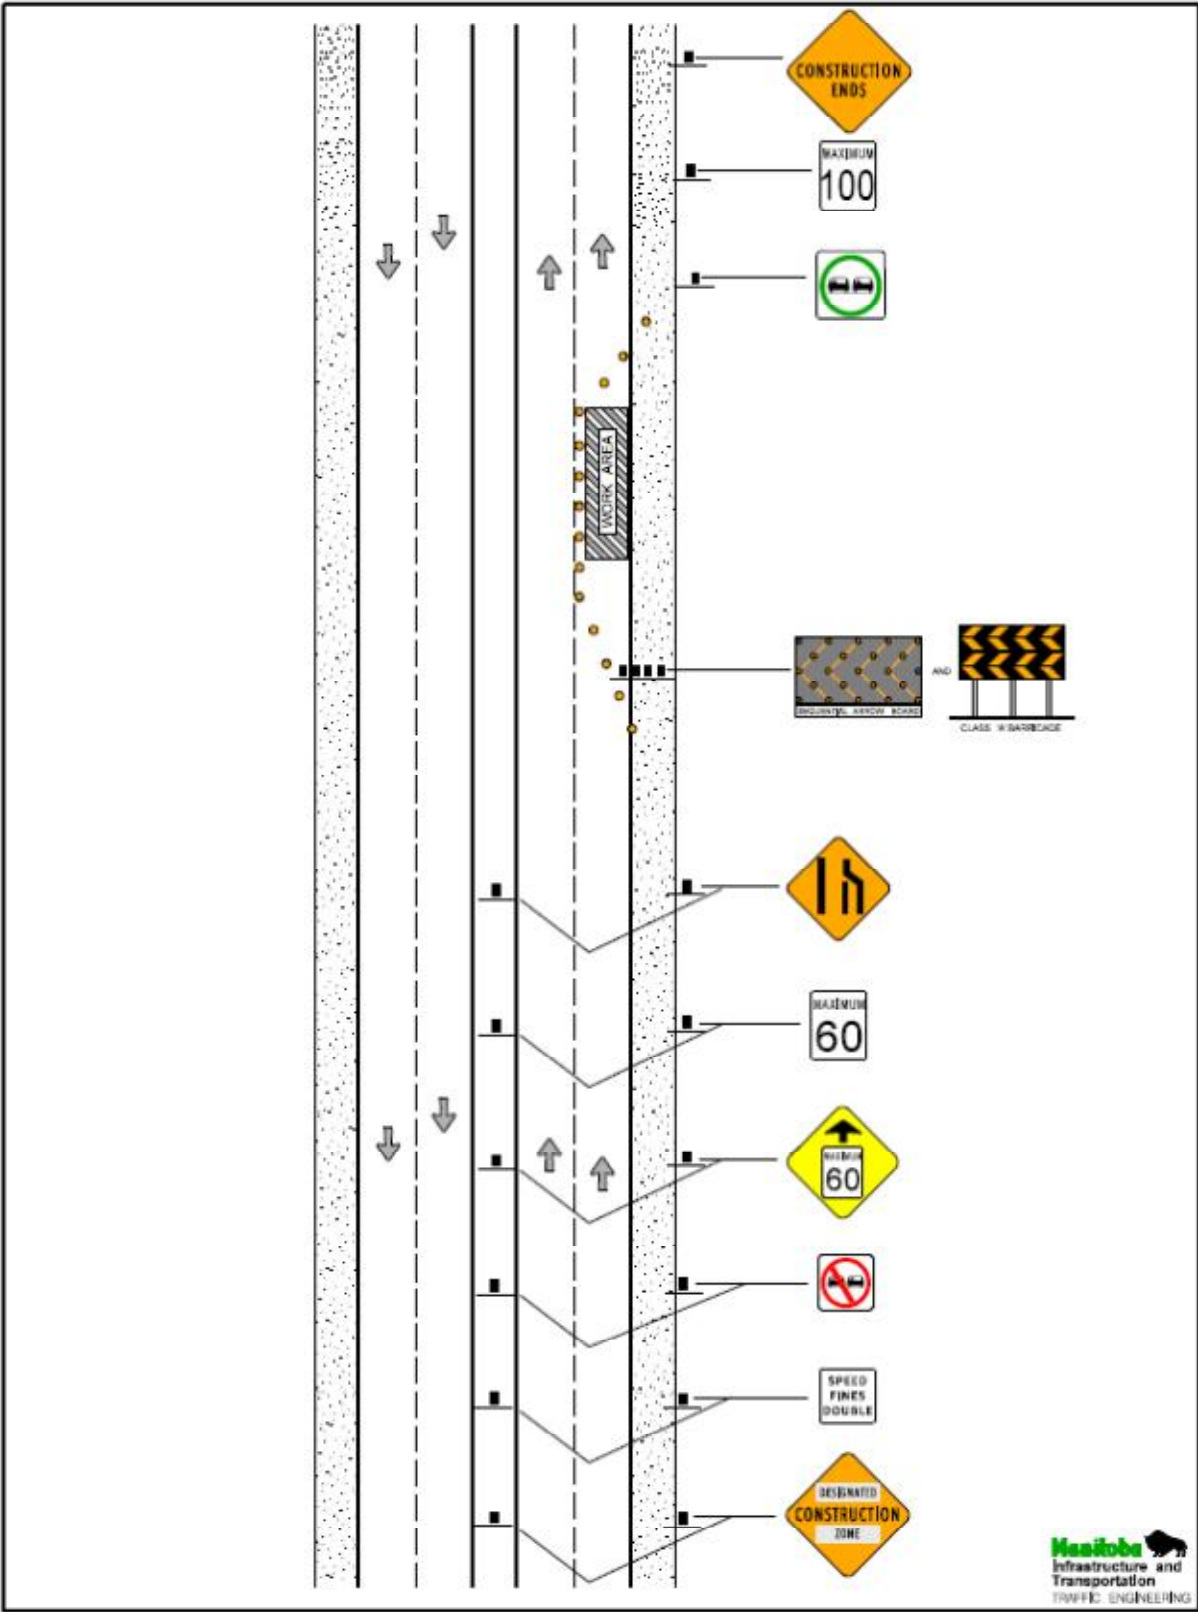 CONSTRUCTION
ENDS
MAXIMUM
100
WORK AREA
SEQUENTIAL ARROW BOARD
AND
CLASS
BARRICADE
MAXIMUM
60
MAXIMUM
60
SPEED
FINES
DOUBLE
DESIGNATED
CONSTRUCTION
ZONE
Manitoba
Infrastructure and
Transportation
TRAFFIC ENGINEERING